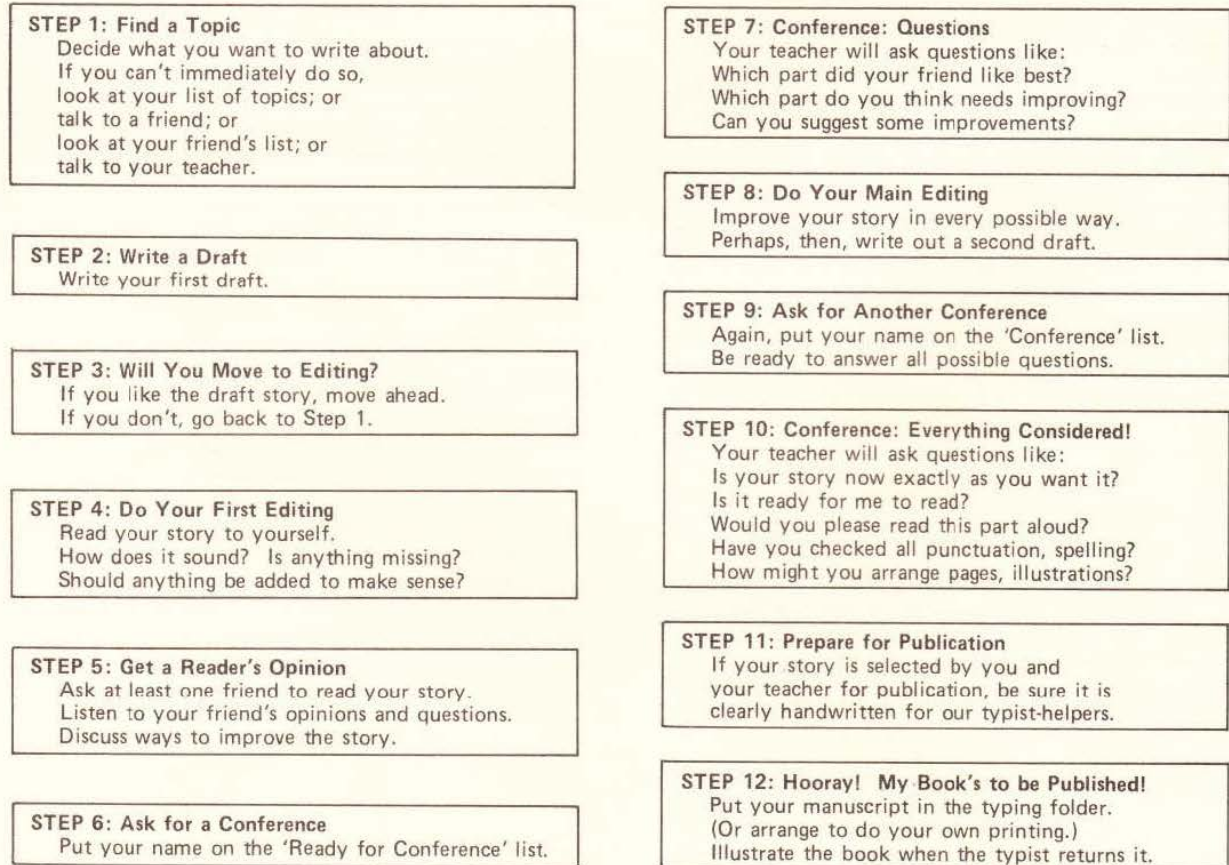 STEP 1: Find a Topic
Decide what you want to write about.
If you can't immediately do so,
look at your list of topics; or
talk to a friend; or
look at your friend's list; or
talk to your teacher.
STEP 2: Write a Draft
Write your first draft.
STEP 3: Will You Move to Editing?
If you like the draft story, move ahead.
If you don't, go back to Step 1.
STEP 4: Do Your First Editing
Read your story to yourself.
How does it sound? Is anything missing?
Should anything be added to make sense?
STEP 5: Get a Reader's Opinion
Ask at least one friend to read your story.
Listen to your friend's opinions and questions.
Discuss ways to improve the story.
STEP 6: Ask for a Conference
Put your name on the 'Ready for Conference' list.
STEP 7: Conference: Questions
Your teacher will ask questions like:
Which part did your friend like best?
Which part do you think needs improving?
Can you suggest some improvements?
STEP 8: Do Your Main Editing
Improve your story in every possible way.
Perhaps, then, write out a second draft.
STEP 9: Ask for Another Conference
Again, put your name on the 'Conference' list.
Be ready to answer all possible questions.
STEP 10: Conference: Everything Considered!
Your teacher will ask questions like:
Is your story now exactly as you want it?
Is it ready for me to read?
Would you please read this part aloud?
Have you checked all punctuation, spelling?
How might you arrange pages, illustrations?
STEP 11: Prepare for Publication
If your story is selected by you and
your teacher for publication, be sure it is
clearly handwritten for our typist-helpers.
STEP 12: Hooray! My Book's to be Published!
Put your manuscript in the typing folder.
(Or arrange to do your own printing.)
Illustrate the book when the typist returns it.